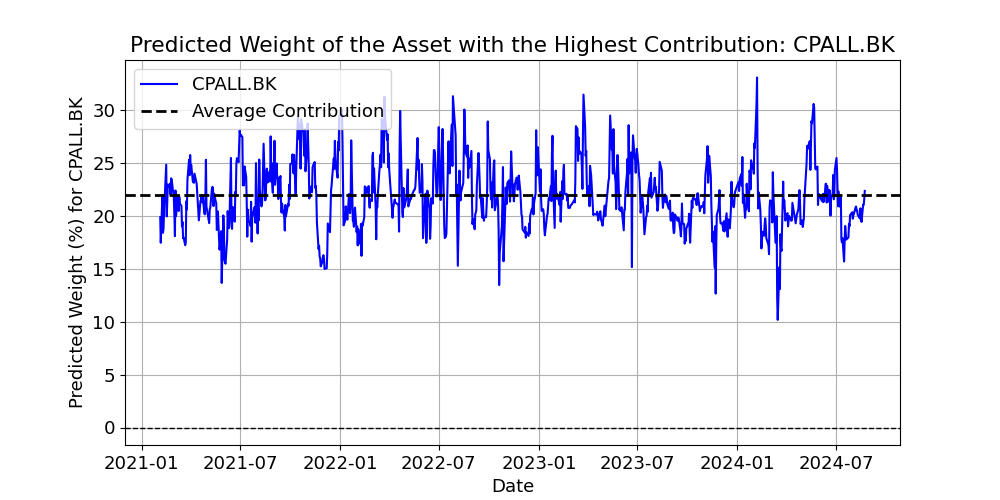 Predicted Weight of the Asset with the Highest Contribution: CPALL.BK
CPALL.BK
Average Contribution
Predicted Weight (%) for CPALL.BK
30
25
20
15
10
5
0
2021-01 2021-07 2022-01 2022-07 2023-01 2023-07 2024-01 2024-07
Date